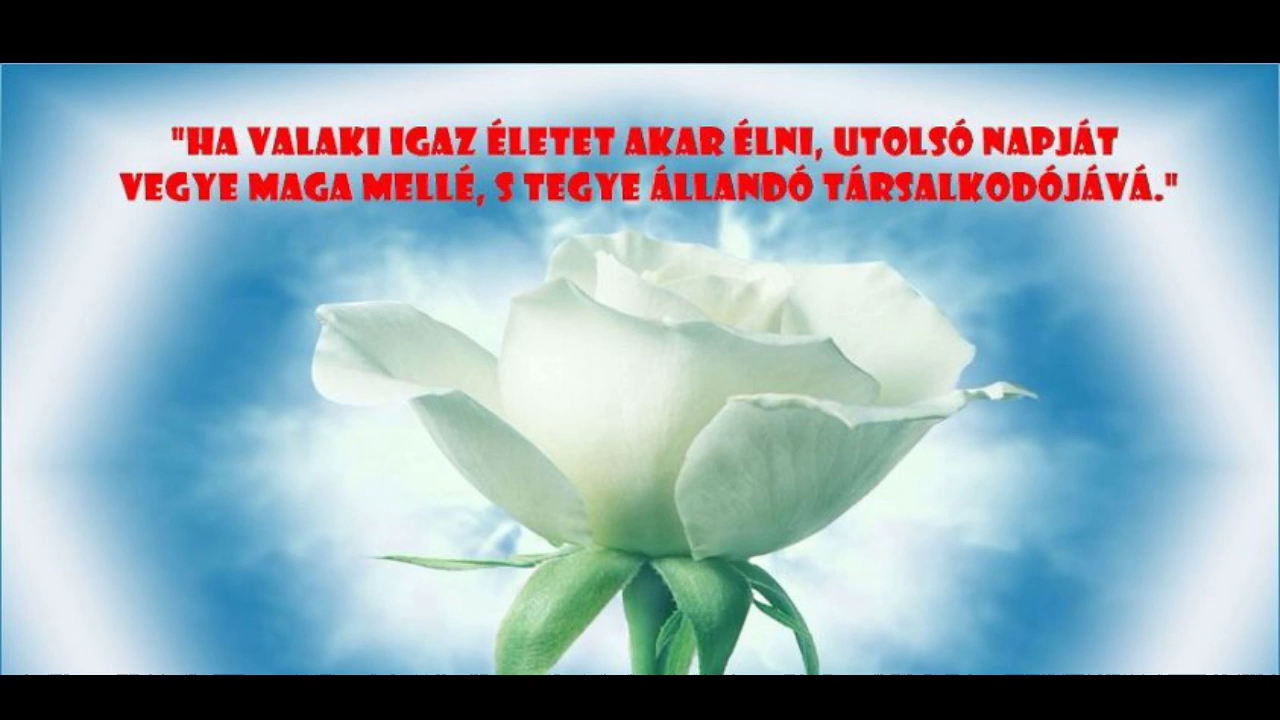 "HA VALAKI IGAZ ÉLETET AKAR ÉLNI, UTOLSÓ NAPJÁT
VEGYE MAGA MELLÉ, S TEGYE ÁLLANDÓ TÁRSALKODÓJÁVÁ."